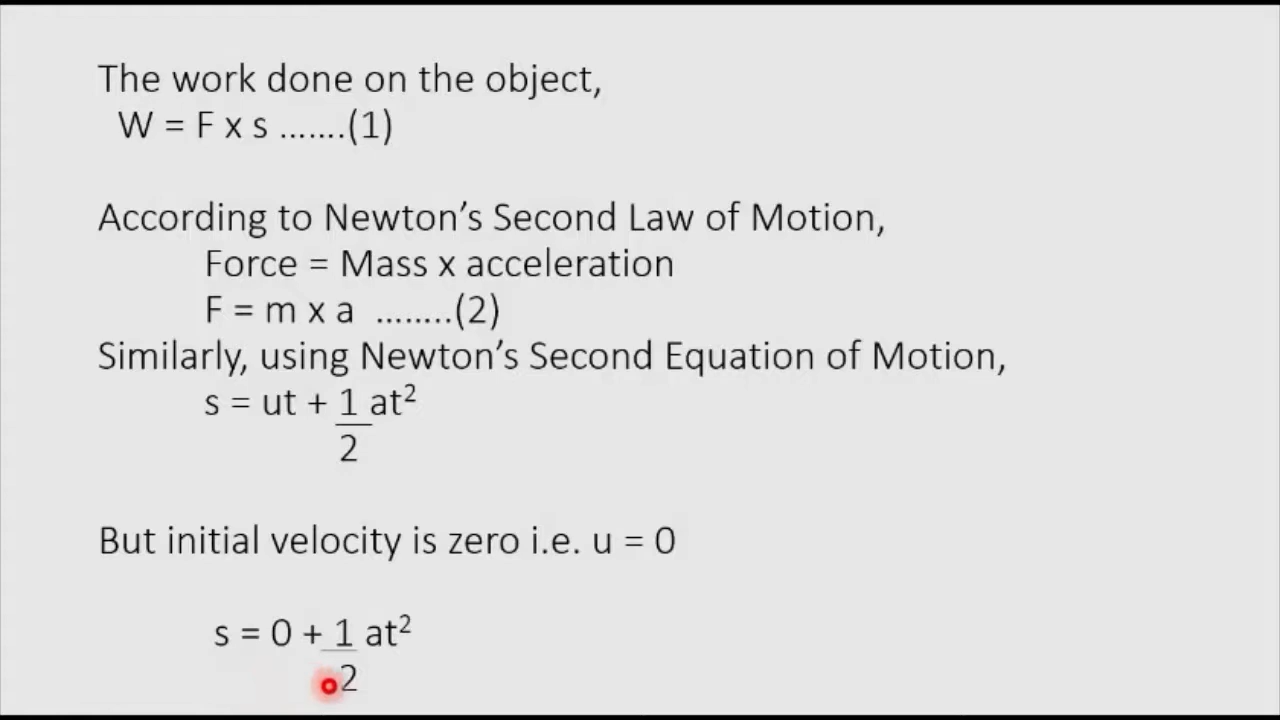 The work done on the object,
W = F x s .......(1)
According to Newton’s Second Law of Motion,
Force = Mass x acceleration
F = m x a ........(2)
Similarly, using Newton’s Second Equation of Motion,
s = ut + 1 at²
2
But initial velocity is zero i.e. u = 0
s = 0 + 1 at²
2